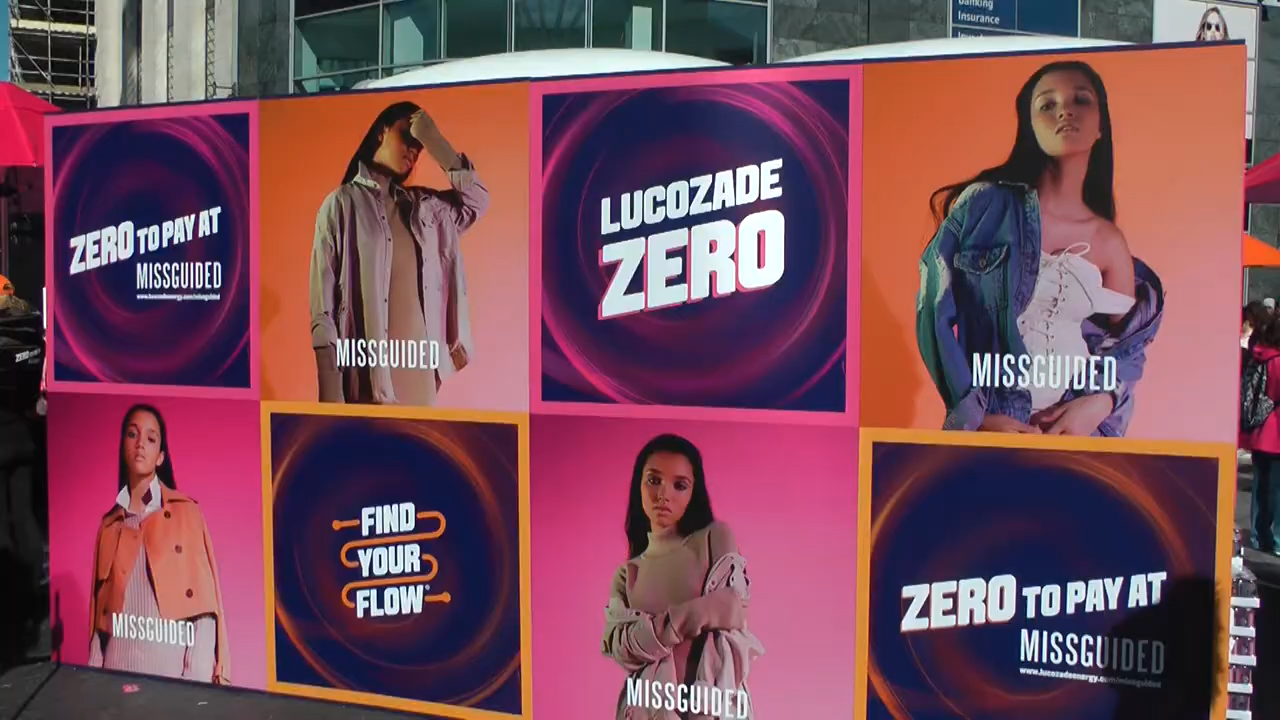 Banking
Insurance
ZERO TO PAY AT
MISSGUIDED
MISSGUIDED
LUCOZADE
ZERO
MISSGUIDED
MISSGUIDED
FIND
YOUR
FLOW
MISSGUIDED
ZERO TO PAY AT
MISSGUIDED
www.lucozadeenergy.com/missguided